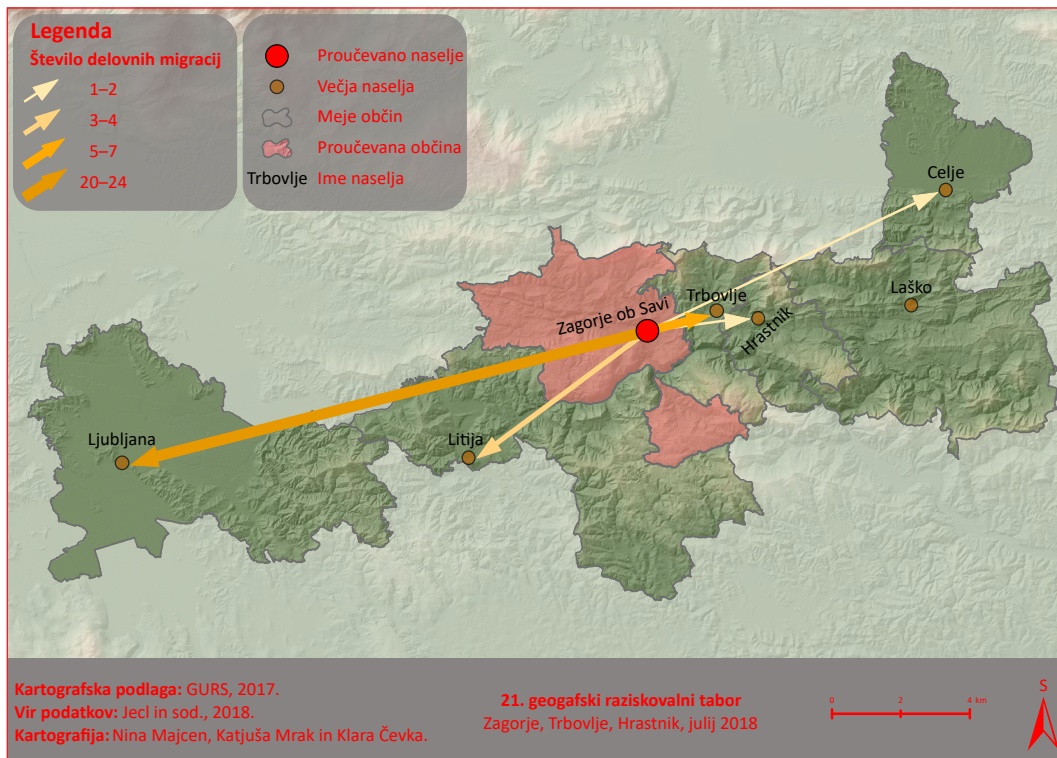 Legenda
Število delovnih migracij
1–2
3–4
5–7
20–24
Proučevano naselje
Večja naselja
Meje občin
Proučevana občina
Trbovlje Ime naselja
Celje
Laško
Trbovlje
Hrastnik
Zagorje ob Savi
Litija
Ljubljana
Kartografska podlaga: GURS, 2017.
Vir podatkov: Jecl in sod., 2018.
Kartografija: Nina Majcen, Katjuša Mrak in Klara Čevka.
21. geogafski raziskovalni tabor
Zagorje, Trbovlje, Hrastnik, julij 2018
0 2 4 km
S